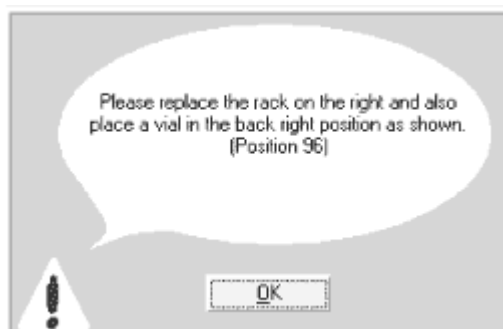 Please replace the rack on the right and also
place a vial in the back right position as shown.
(Position 96)
OK